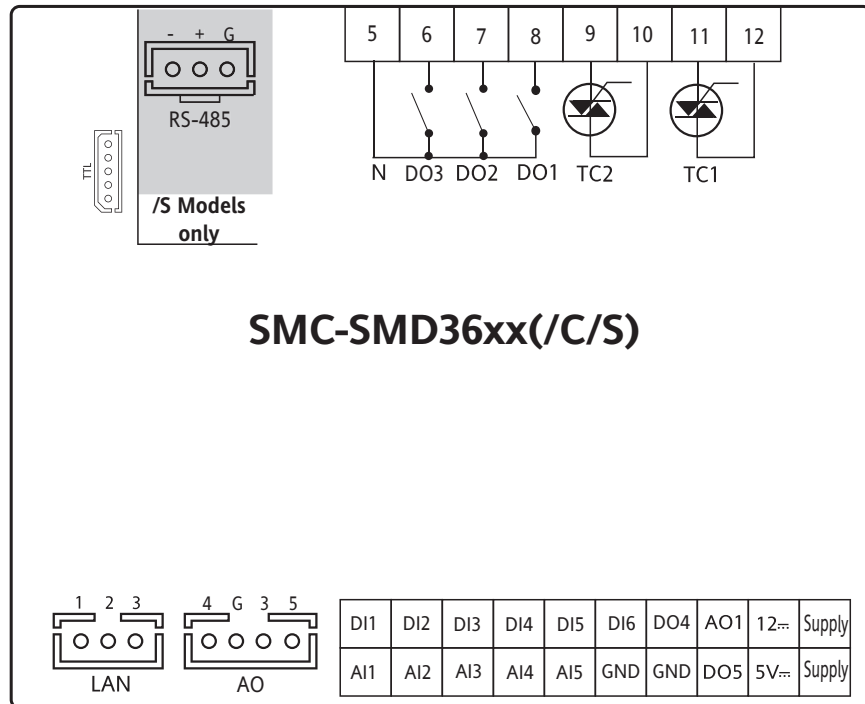 - + G
RS-485
TTL
/S Models
only
5 6 7 8 9 10 11 12
N DO3 DO2 DO1 TC2 TC1
SMC-SMD36xx(/C/S)
1 2 3
LAN
4 G 3 5
AO
DI1 DI2 DI3 DI4 DI5 DI6 DO4 AO1 12⎓ Supply
AI1 AI2 AI3 AI4 AI5 GND GND DO5 5V⎓ Supply